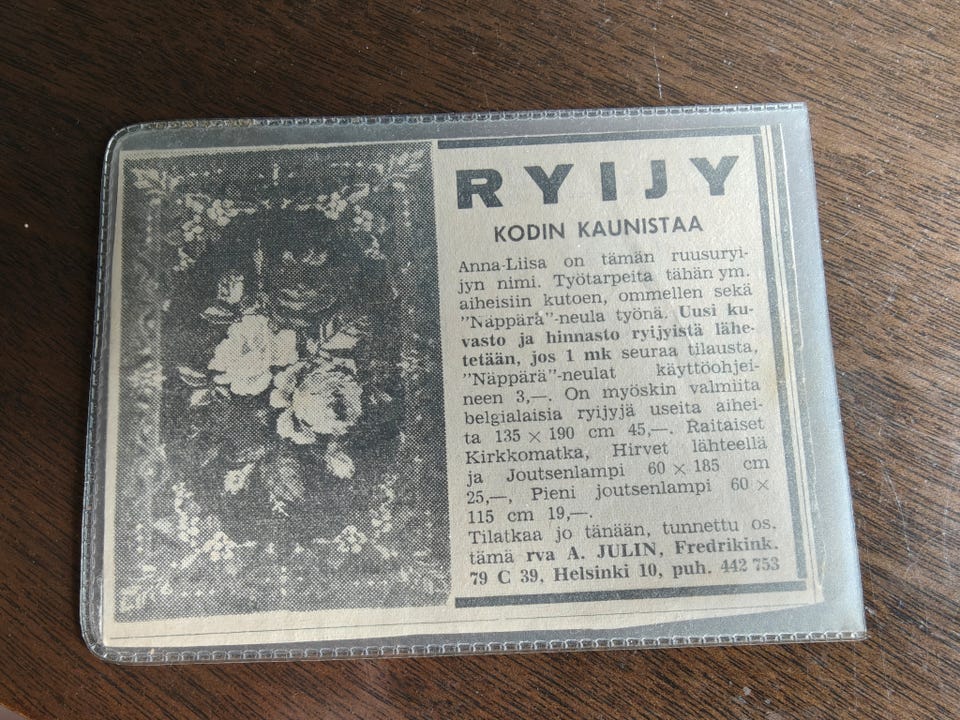 RYIJY
KODIN KAUNISTAA
Anna-Liisa on tämän ruusuryi-
jyn nimi. Työtarpeita tähän ym.
aiheisiin kutoen, ommellen sekä
"Näppärä"-neula työnä. Uusi ku-
vasto ja hinnasto ryijyistä lähe-
tetään, jos 1 mk seuraa tilausta,
"Näppärä"-neulat käyttöohjei-
neen 3,—. On myöskin valmiita
belgialaisia ryijyjä useita aihei-
ta 135 × 190 cm 45,—. Raitaiset
Kirkkomatka, Hirvet lähteellä
ja Joutsenlampi 60 × 185 cm
25,—, Pieni joutsenlampi 60 ×
115 cm 19,—.
Tilatkaa jo tänään, tunnettu os.
tämä rva A. JULIN, Fredrikink.
79 C 39, Helsinki 10, puh. 442 753